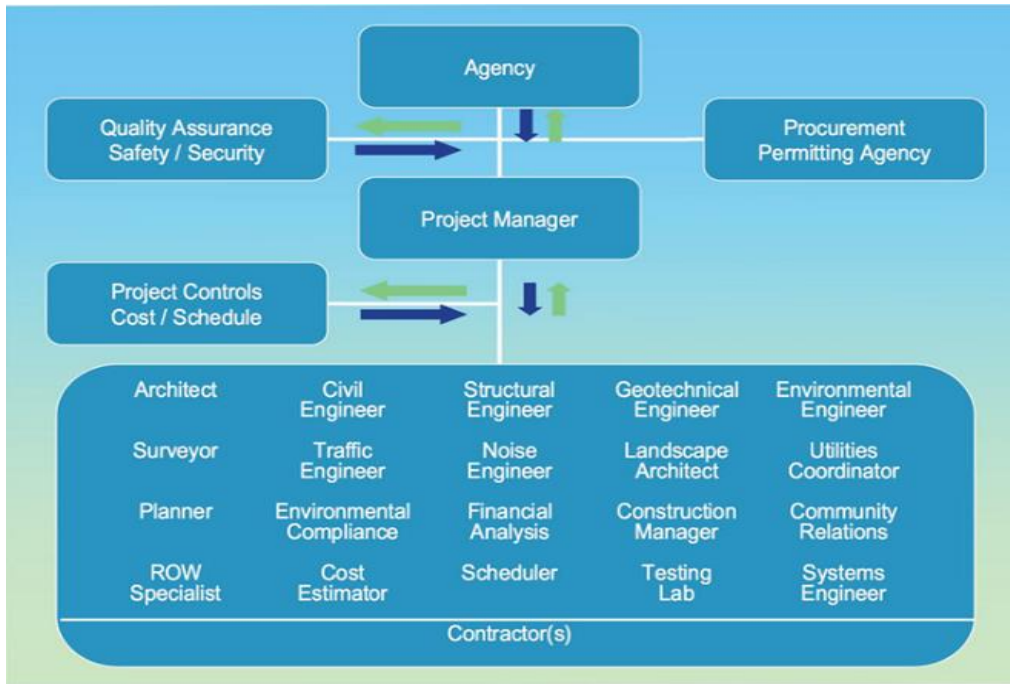 Agency
Quality Assurance
Safety / Security
Procurement
Permitting Agency
Project Manager
Project Controls
Cost / Schedule
Architect
Civil
Engineer
Structural
Engineer
Geotechnical
Engineer
Environmental
Engineer
Surveyor
Traffic
Engineer
Noise
Engineer
Landscape
Architect
Utilities
Coordinator
Planner
Environmental
Compliance
Financial
Analysis
Construction
Manager
Community
Relations
ROW
Specialist
Cost
Estimator
Scheduler
Testing
Lab
Systems
Engineer
Contractor(s)